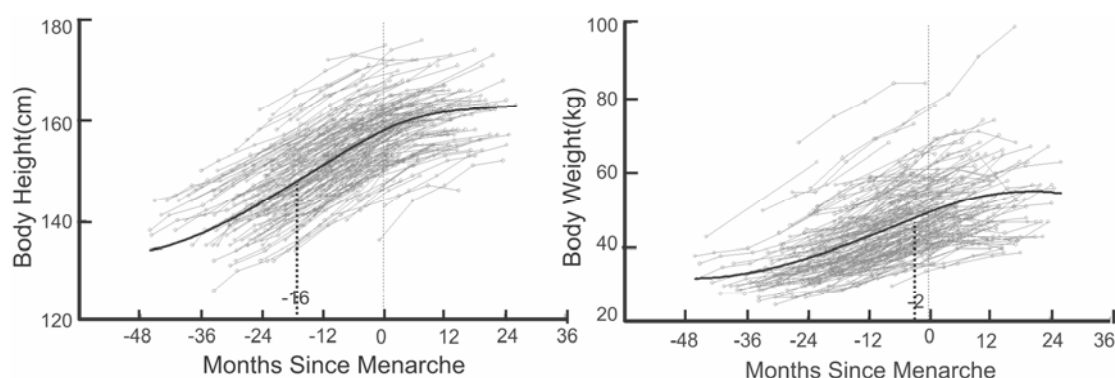 180
160
140
120
Body Height(cm)
-16
-48 -36 -24 -12 0 12 24 36
Months Since Menarche
100
80
60
40
20
Body Weight(kg)
-2
-48 -36 -24 -12 0 12 24 36
Months Since Menarche